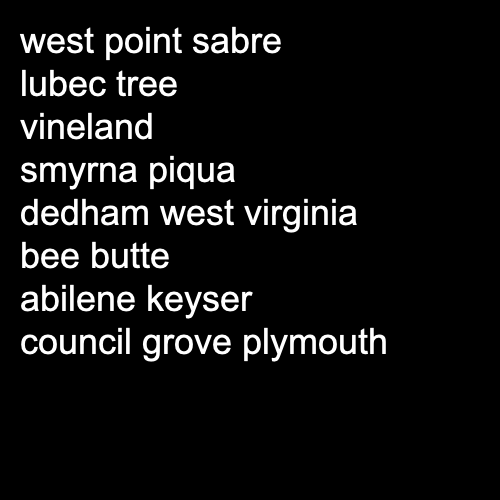 west point sabre
lubec tree
vineland
smyrna piqua
dedham west virginia
bee butte
abilene keyser
council grove plymouth